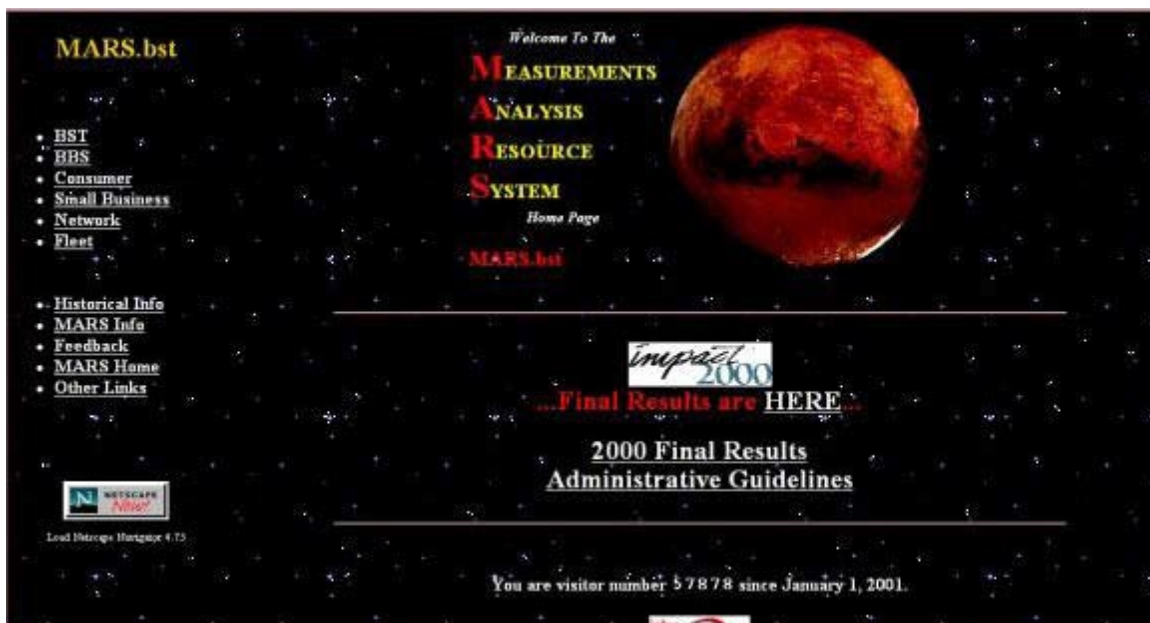 MARS.bst
BST
BBS
Consumer
Small Business
Network
Fleet
Historical Info
MARS Info
Feedback
MARS Home
Other Links
NETSCAPE
Now!
Load Netscape Navigator 4.75
Welcome To The
MEASUREMENTS
ANALYSIS
RESOURCE
SYSTEM
Home Page
MARS.bst
impact
2000
...Final Results are HERE...
2000 Final Results
Administrative Guidelines
You are visitor number 57878 since January 1, 2001.